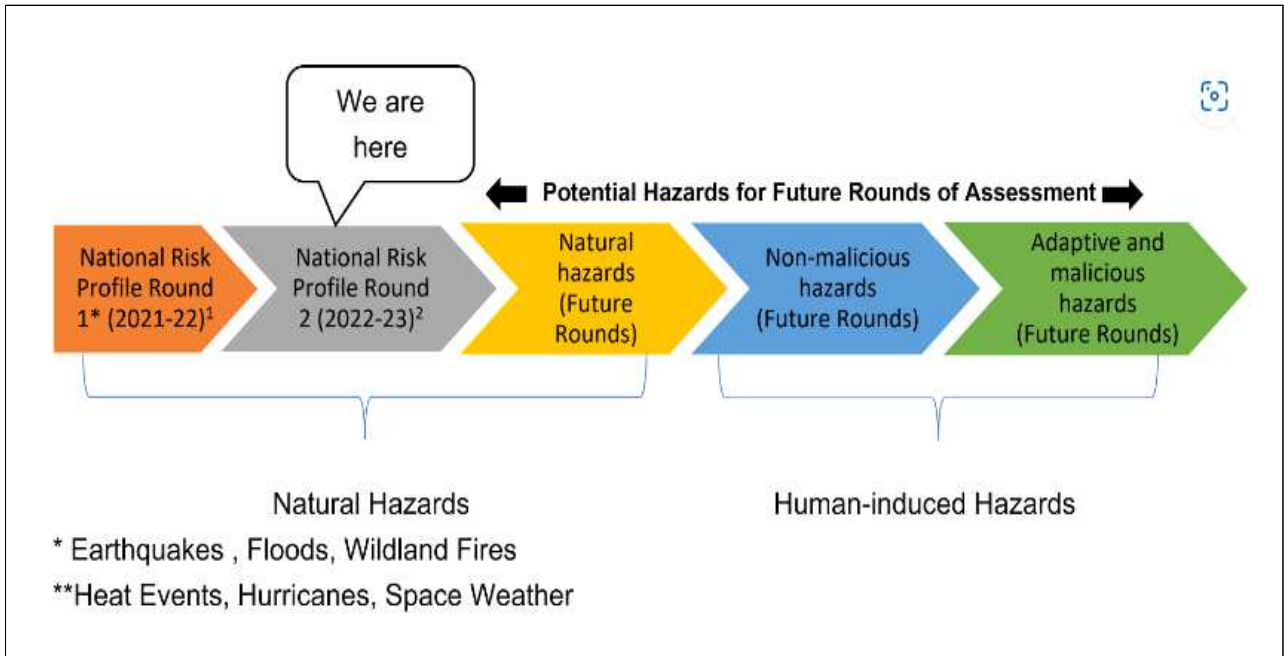 We are
here
Potential Hazards for Future Rounds of Assessment
National Risk
Profile Round
1* (2021-22)¹
National Risk
Profile Round
2 (2022-23)²
Natural
hazards
(Future
Rounds)
Non-malicious
hazards
(Future Rounds)
Adaptive and
malicious
hazards
(Future Rounds)
Natural Hazards
Human-induced Hazards
* Earthquakes , Floods, Wildland Fires
**Heat Events, Hurricanes, Space Weather